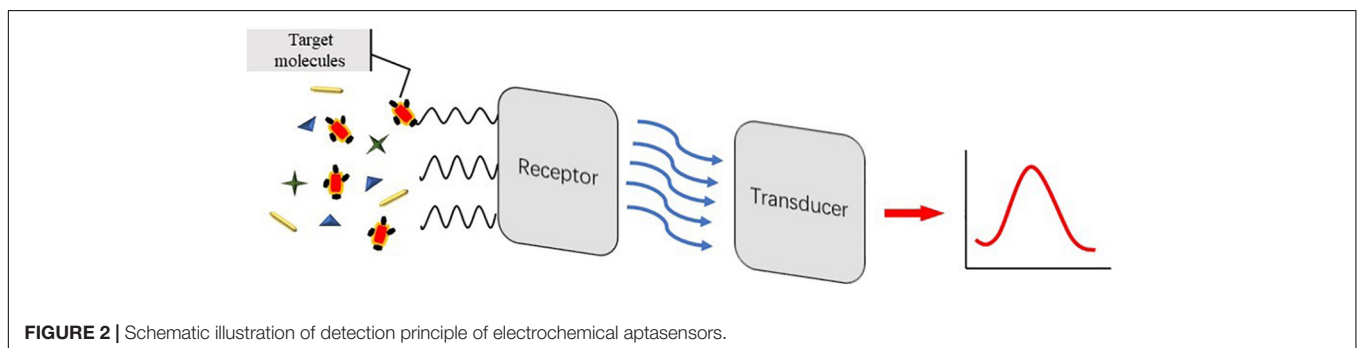 Target
molecules
Receptor
Transducer
FIGURE 2 | Schematic illustration of detection principle of electrochemical aptasensors.